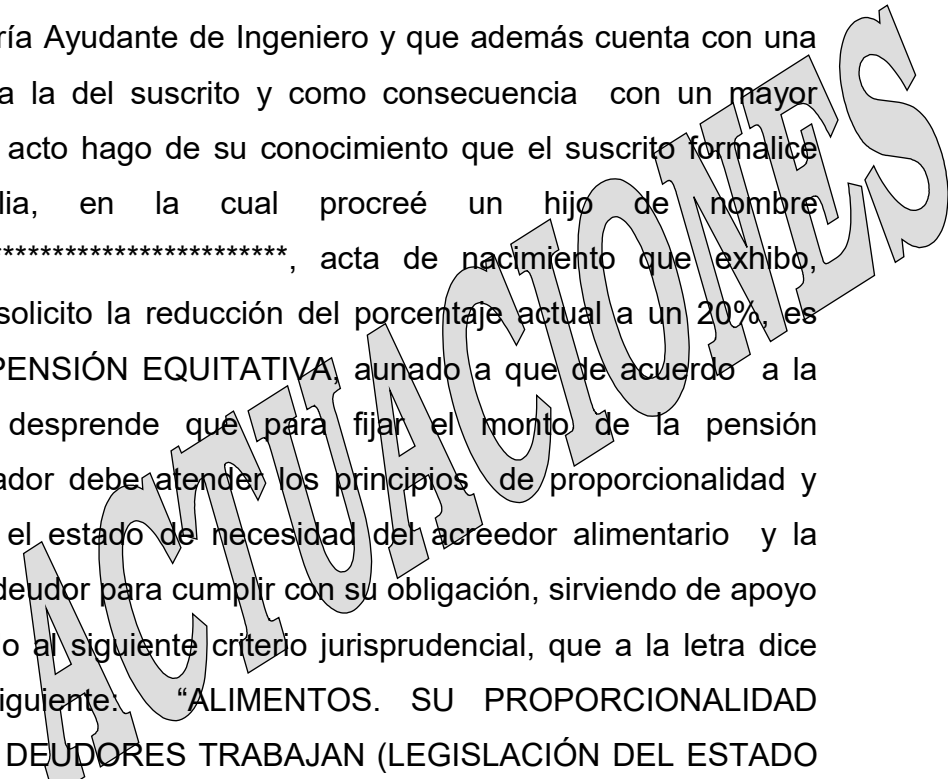 ría Ayudante de Ingeniero y que además cuenta con una
a la del suscrito y como consecuencia con un mayor
acto hago de su conocimiento que el suscrito formalice
lia, en la cual procreé un hijo de nombre
***********************, acta de nacimiento que exhibo,
solicito la reducción del porcentaje actual a un 20%, es
PENSIÓN EQUITATIVA, aunado a que de acuerdo a la
desprende que para fijar el monto de la pensión
ador debe atender los principios de proporcionalidad y
el estado de necesidad del acreedor alimentario y la
deudor para cumplir con su obligación, sirviendo de apoyo
o al siguiente criterio jurisprudencial, que a la letra dice
iguiente: “ALIMENTOS. SU PROPORCIONALIDAD
DEUDORES TRABAJAN (LEGISLACIÓN DEL ESTADO
ACTUACIONES